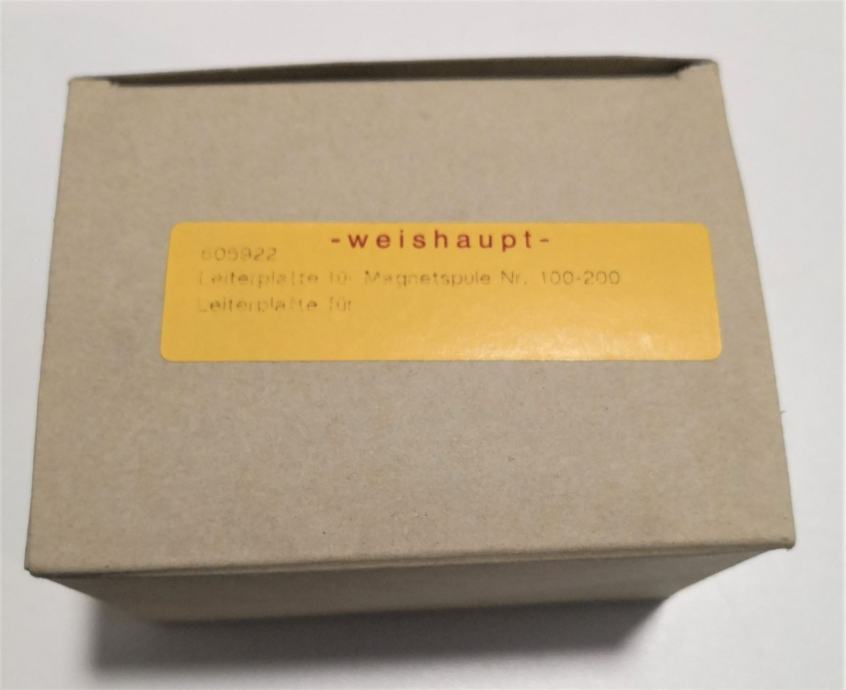 -weishaupt-
605922
Leiterplatte für Magnetspule Nr. 100-200
Leiterplatte für